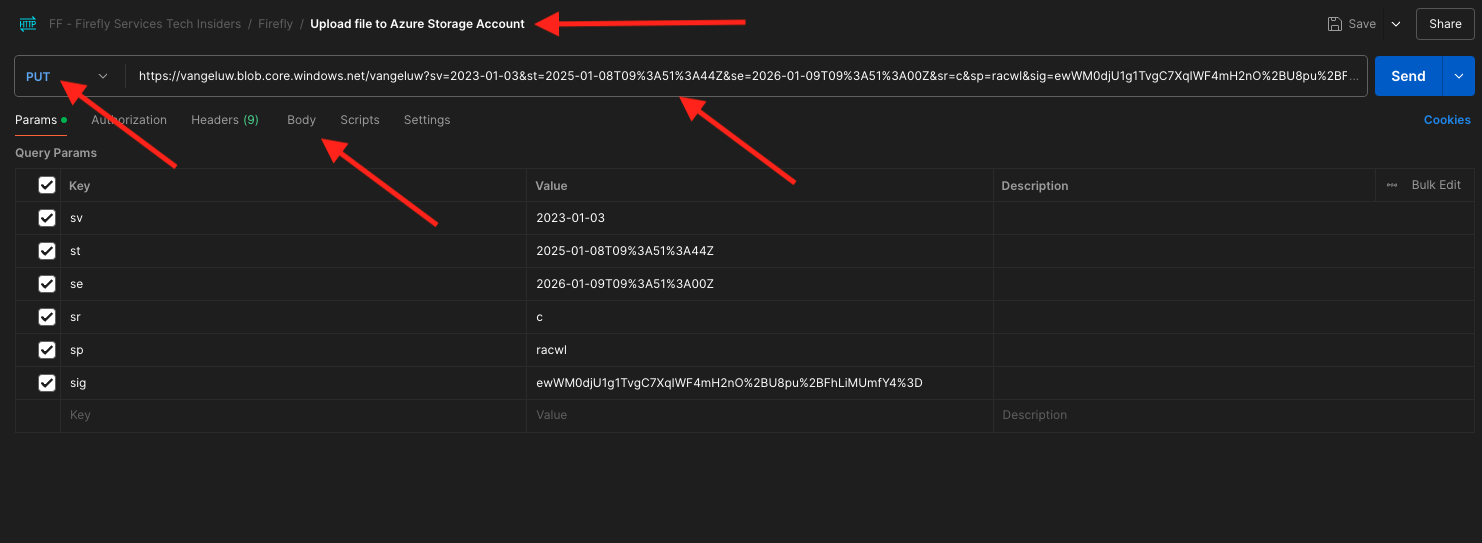 HTTP FF - Firefly Services Tech Insiders / Firefly / Upload file to Azure Storage Account Save Share
PUT https://vangeluw.blob.core.windows.net/vangeluw?sv=2023-01-03&st=2025-01-08T09%3A51%3A44Z&se=2026-01-09T09%3A51%3A00Z&sr=c&sp=racwl&sig=ewWM0djU1g1TvgC7XqIWF4mH2nO%2BU8pu%2BF... Send
Params Authorization Headers (9) Body Scripts Settings Cookies
Query Params
Key Value Description Bulk Edit
sv 2023-01-03
st 2025-01-08T09%3A51%3A44Z
se 2026-01-09T09%3A51%3A00Z
sr c
sp racwl
sig ewWM0djU1g1TvgC7XqIWF4mH2nO%2BU8pu%2BFhLiMUmfY4%3D
Key Value Description